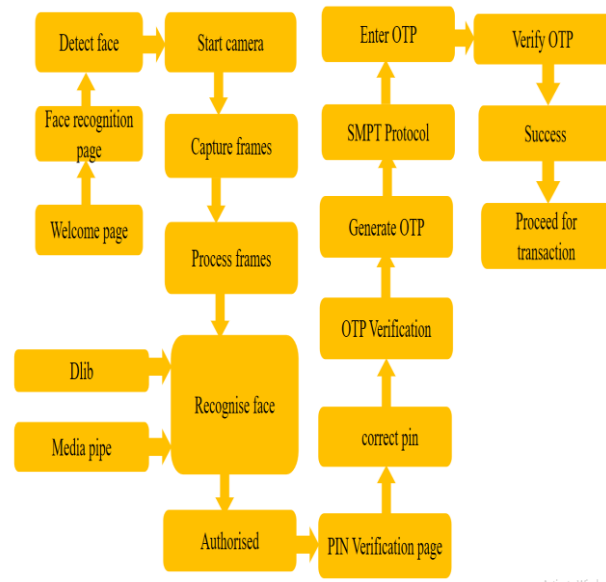 Welcome page
Face recognition
page
Detect face
Start camera
Capture frames
Process frames
Dlib
Media pipe
Recognise face
Authorised
PIN Verification page
correct pin
OTP Verification
Generate OTP
SMPT Protocol
Enter OTP
Verify OTP
Success
Proceed for
transaction